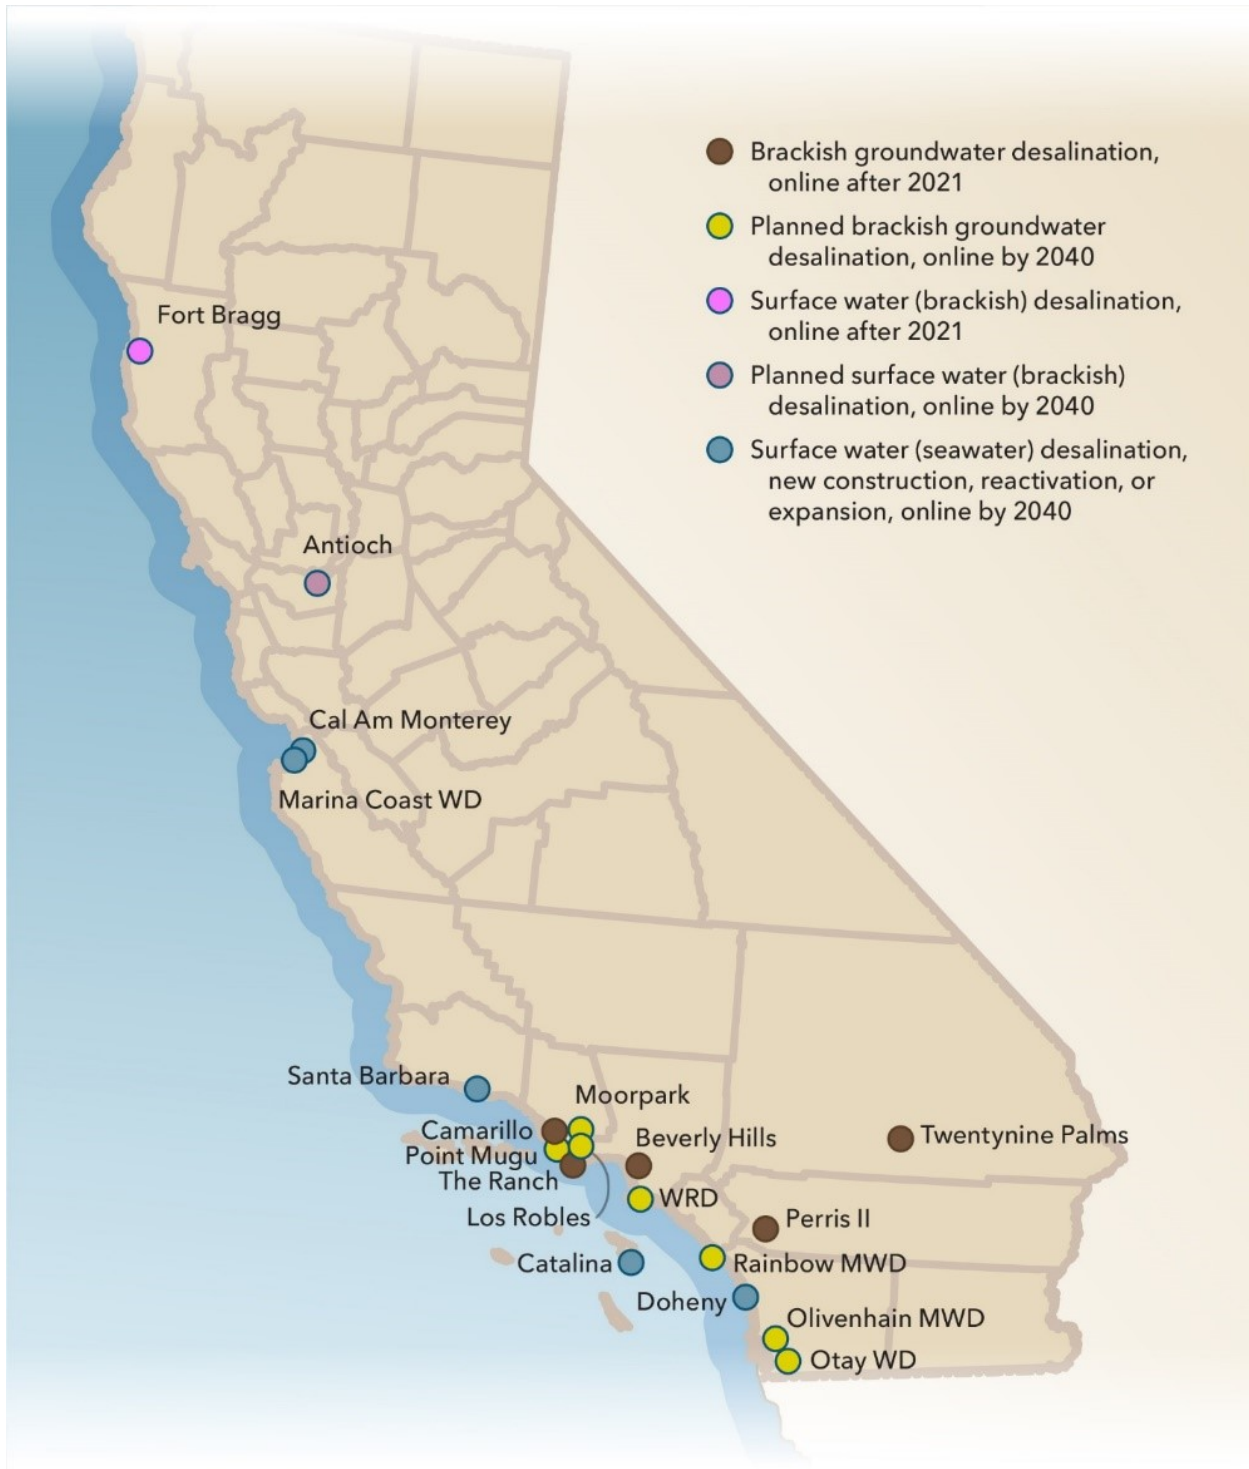 Brackish groundwater desalination,
online after 2021
Planned brackish groundwater
desalination, online by 2040
Surface water (brackish) desalination,
online after 2021
Planned surface water (brackish)
desalination, online by 2040
Surface water (seawater) desalination,
new construction, reactivation, or
expansion, online by 2040
Fort Bragg
Antioch
Cal Am Monterey
Marina Coast WD
Santa Barbara
Moorpark
Camarillo
Beverly Hills
Twentynine Palms
Point Mugu
The Ranch
WRD
Los Robles
Perris II
Catalina
Rainbow MWD
Doheny
Olivenhain MWD
Otay WD